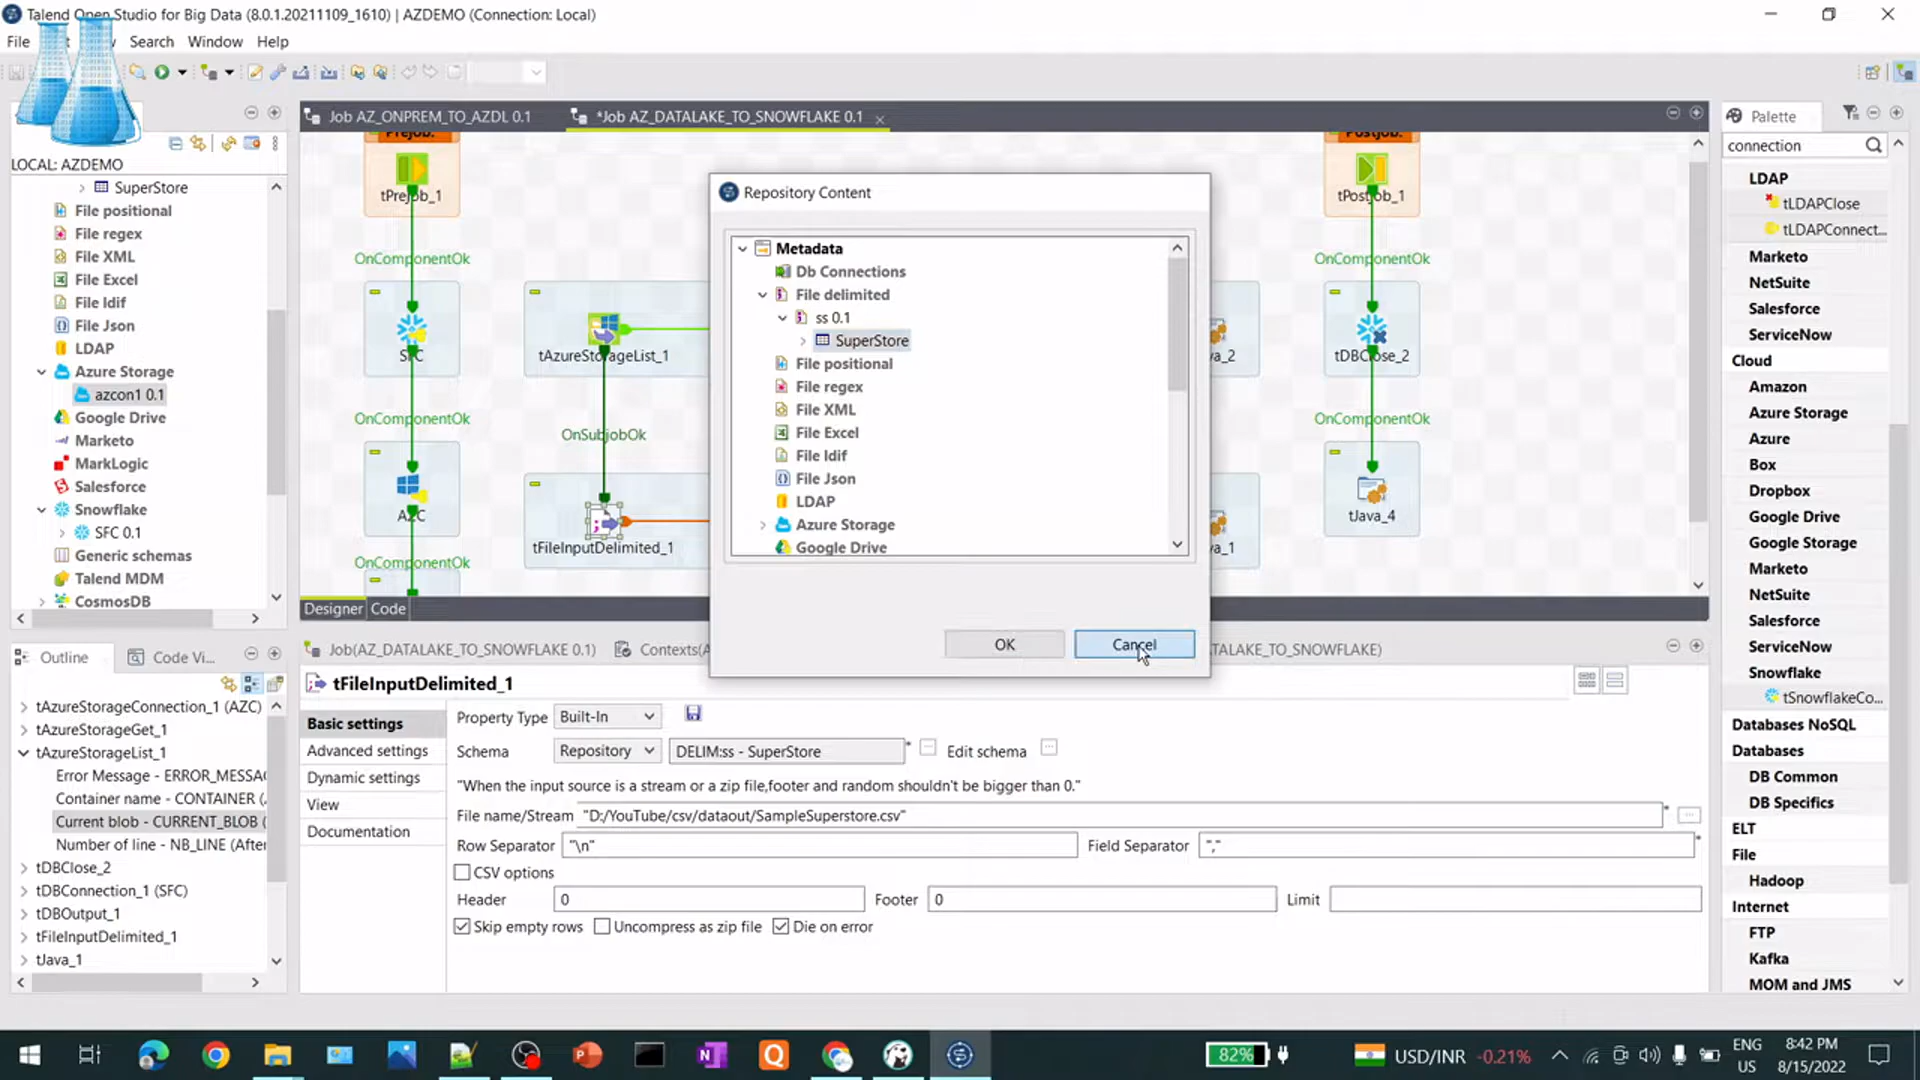 Talend Open Studio for Big Data (8.0.1.20211109_1610) | AZDEMO (Connection: Local)
File
Search
Window
Help
LOCAL: AZDEMO
SuperStore
File positional
File regex
File XML
File Excel
File ldif
File Json
LDAP
Azure Storage
azcon1 0.1
Google Drive
Marketo
MarkLogic
Salesforce
Snowflake
SFC 0.1
Generic schemas
Talend MDM
CosmosDB
Job AZ_ONPREM_TO_AZDL 0.1
*Job AZ_DATALAKE_TO_SNOWFLAKE 0.1
Prejob:
tPrejob_1
OnComponentOk
SFC
OnComponentOk
AZC
OnComponentOk
tAzureStorageList_1
OnSubjobOk
tFileInputDelimited_1
Postjob:
tPostjob_1
OnComponentOk
va_2
tDBClose_2
OnComponentOk
va_1
tJava_4
Designer
Code
Repository Content
Metadata
Db Connections
File delimited
ss 0.1
SuperStore
File positional
File regex
File XML
File Excel
File ldif
File Json
LDAP
Azure Storage
Google Drive
OK
Cancel
Palette
connection
LDAP
tLDAPClose
tLDAPConnect...
Marketo
NetSuite
Salesforce
ServiceNow
Cloud
Amazon
Azure Storage
Azure
Box
Dropbox
Google Drive
Google Storage
Marketo
NetSuite
Salesforce
ServiceNow
Snowflake
tSnowflakeCo...
Databases NoSQL
Databases
DB Common
DB Specifics
ELT
File
Hadoop
Internet
FTP
Kafka
MOM and JMS
Outline
Code Vi...
tAzureStorageConnection_1 (AZC)
tAzureStorageGet_1
tAzureStorageList_1
Error Message - ERROR_MESSAG
Container name - CONTAINER (
Current blob - CURRENT_BLOB (
Number of line - NB_LINE (After
tDBClose_2
tDBConnection_1 (SFC)
tDBOutput_1
tFileInputDelimited_1
tJava_1
Job(AZ_DATALAKE_TO_SNOWFLAKE 0.1)
Contexts(A
TALAKE_TO_SNOWFLAKE)
tFileInputDelimited_1
Basic settings
Advanced settings
Dynamic settings
View
Documentation
Property Type Built-In
Schema Repository DELIM:ss - SuperStore * Edit schema
"When the input source is a stream or a zip file,footer and random shouldn't be bigger than 0."
File name/Stream "D:/YouTube/csv/dataout/SampleSuperstore.csv" *
Row Separator "\n" Field Separator "," *
CSV options
Header 0 Footer 0 Limit
Skip empty rows Uncompress as zip file Die on error
82%
USD/INR -0.21%
ENG
US
8:42 PM
8/15/2022